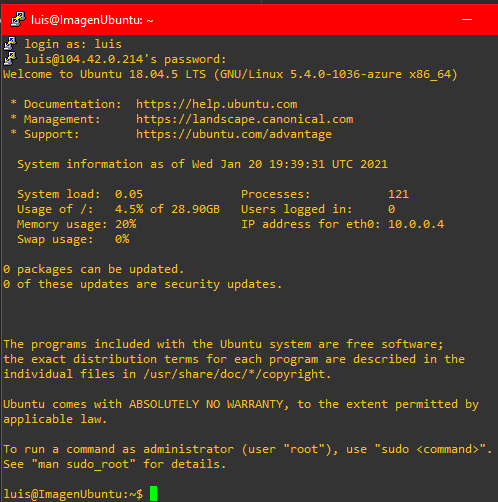 luis@ImagenUbuntu: ~
login as: luis
luis@104.42.0.214's password:
Welcome to Ubuntu 18.04.5 LTS (GNU/Linux 5.4.0-1036-azure x86_64)
* Documentation:  https://help.ubuntu.com
* Management:     https://landscape.canonical.com
* Support:        https://ubuntu.com/advantage
System information as of Wed Jan 20 19:39:31 UTC 2021
System load:  0.05               Processes:           121
Usage of /:   4.5% of 28.90GB   Users logged in:     0
Memory usage: 20%                IP address for eth0: 10.0.0.4
Swap usage:   0%
0 packages can be updated.
0 of these updates are security updates.
The programs included with the Ubuntu system are free software;
the exact distribution terms for each program are described in the
individual files in /usr/share/doc/*/copyright.
Ubuntu comes with ABSOLUTELY NO WARRANTY, to the extent permitted by
applicable law.
To run a command as administrator (user "root"), use "sudo <command>".
See "man sudo_root" for details.
luis@ImagenUbuntu:~$